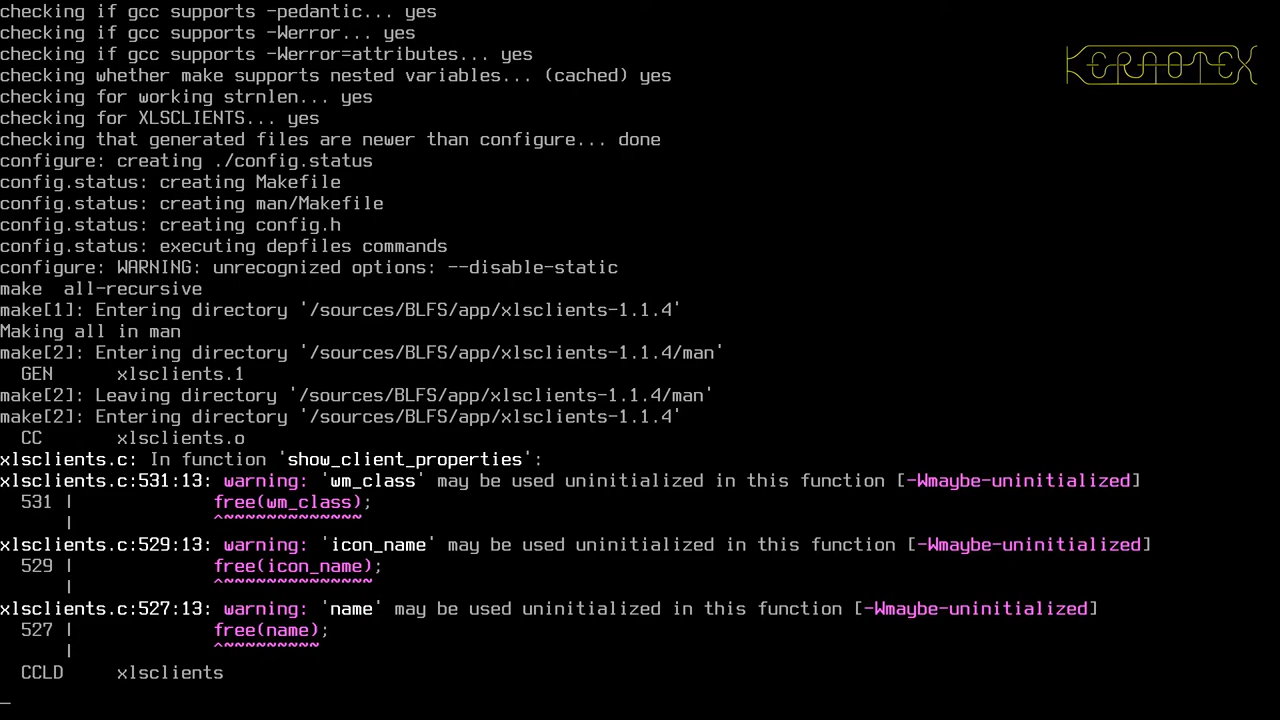 checking if gcc supports -pedantic... yes
checking if gcc supports -Werror... yes
checking if gcc supports -Werror=attributes... yes
checking whether make supports nested variables... (cached) yes
checking for working strnlen... yes
checking for XLSCLIENTS... yes
checking that generated files are newer than configure... done
configure: creating ./config.status
config.status: creating Makefile
config.status: creating man/Makefile
config.status: creating config.h
config.status: executing depfiles commands
configure: WARNING: unrecognized options: --disable-static
make  all-recursive
make[1]: Entering directory '/sources/BLFS/app/xlsclients-1.1.4'
Making all in man
make[2]: Entering directory '/sources/BLFS/app/xlsclients-1.1.4/man'
  GEN      xlsclients.1
make[2]: Leaving directory '/sources/BLFS/app/xlsclients-1.1.4/man'
make[2]: Entering directory '/sources/BLFS/app/xlsclients-1.1.4'
  CC       xlsclients.o
xlsclients.c: In function 'show_client_properties':
xlsclients.c:531:13: warning: 'wm_class' may be used uninitialized in this function [-Wmaybe-uninitialized]
  531 |             free(wm_class);
      |             ^~~~~~~~~~~~~~
xlsclients.c:529:13: warning: 'icon_name' may be used uninitialized in this function [-Wmaybe-uninitialized]
  529 |             free(icon_name);
      |             ^~~~~~~~~~~~~~~
xlsclients.c:527:13: warning: 'name' may be used uninitialized in this function [-Wmaybe-uninitialized]
  527 |             free(name);
      |             ^~~~~~~~~~
  CCLD     xlsclients
_